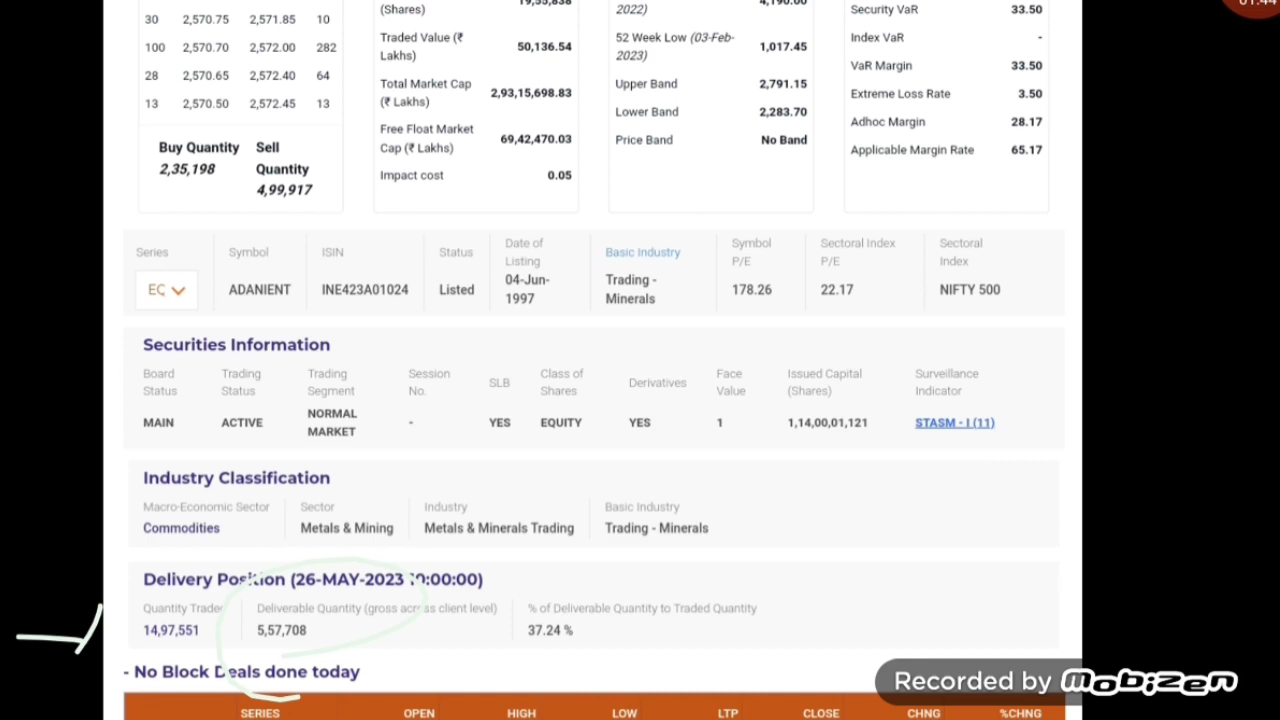 01:44
30 2,570.75 2,571.85 10
100 2,570.70 2,572.00 282
28 2,570.65 2,572.40 64
13 2,570.50 2,572.45 13
Buy Quantity Sell
2,35,198 Quantity
4,99,917
(Shares) 19,55,838
Traded Value (₹
Lakhs) 50,136.54
Total Market Cap
(₹ Lakhs) 2,93,15,698.83
Free Float Market
Cap (₹ Lakhs) 69,42,470.03
Impact cost 0.05
2022) 4,190.00
52 Week Low (03-Feb-
2023) 1,017.45
Upper Band 2,791.15
Lower Band 2,283.70
Price Band No Band
Security VaR 33.50
Index VaR -
VaR Margin 33.50
Extreme Loss Rate 3.50
Adhoc Margin 28.17
Applicable Margin Rate 65.17
Series Symbol ISIN Status Date of Listing Basic Industry Symbol P/E Sectoral Index P/E Sectoral Index
EQ ADANIENT INE423A01024 Listed 04-Jun-1997 Trading - Minerals 178.26 22.17 NIFTY 500
Securities Information
Board Status Trading Status Trading Segment Session No. SLB Class of Shares Derivatives Face Value Issued Capital (Shares) Surveillance Indicator
MAIN ACTIVE NORMAL MARKET - YES EQUITY YES 1 1,14,00,01,121 STASM - I (11)
Industry Classification
Macro-Economic Sector Sector Industry Basic Industry
Commodities Metals & Mining Metals & Minerals Trading Trading - Minerals
Delivery Position (26-MAY-2023 10:00:00)
Quantity Traded Deliverable Quantity (gross across client level) % of Deliverable Quantity to Traded Quantity
14,97,551 5,57,708 37.24 %
- No Block Deals done today
SERIES OPEN HIGH LOW LTP CLOSE CHNG %CHNG
Recorded by mobizen